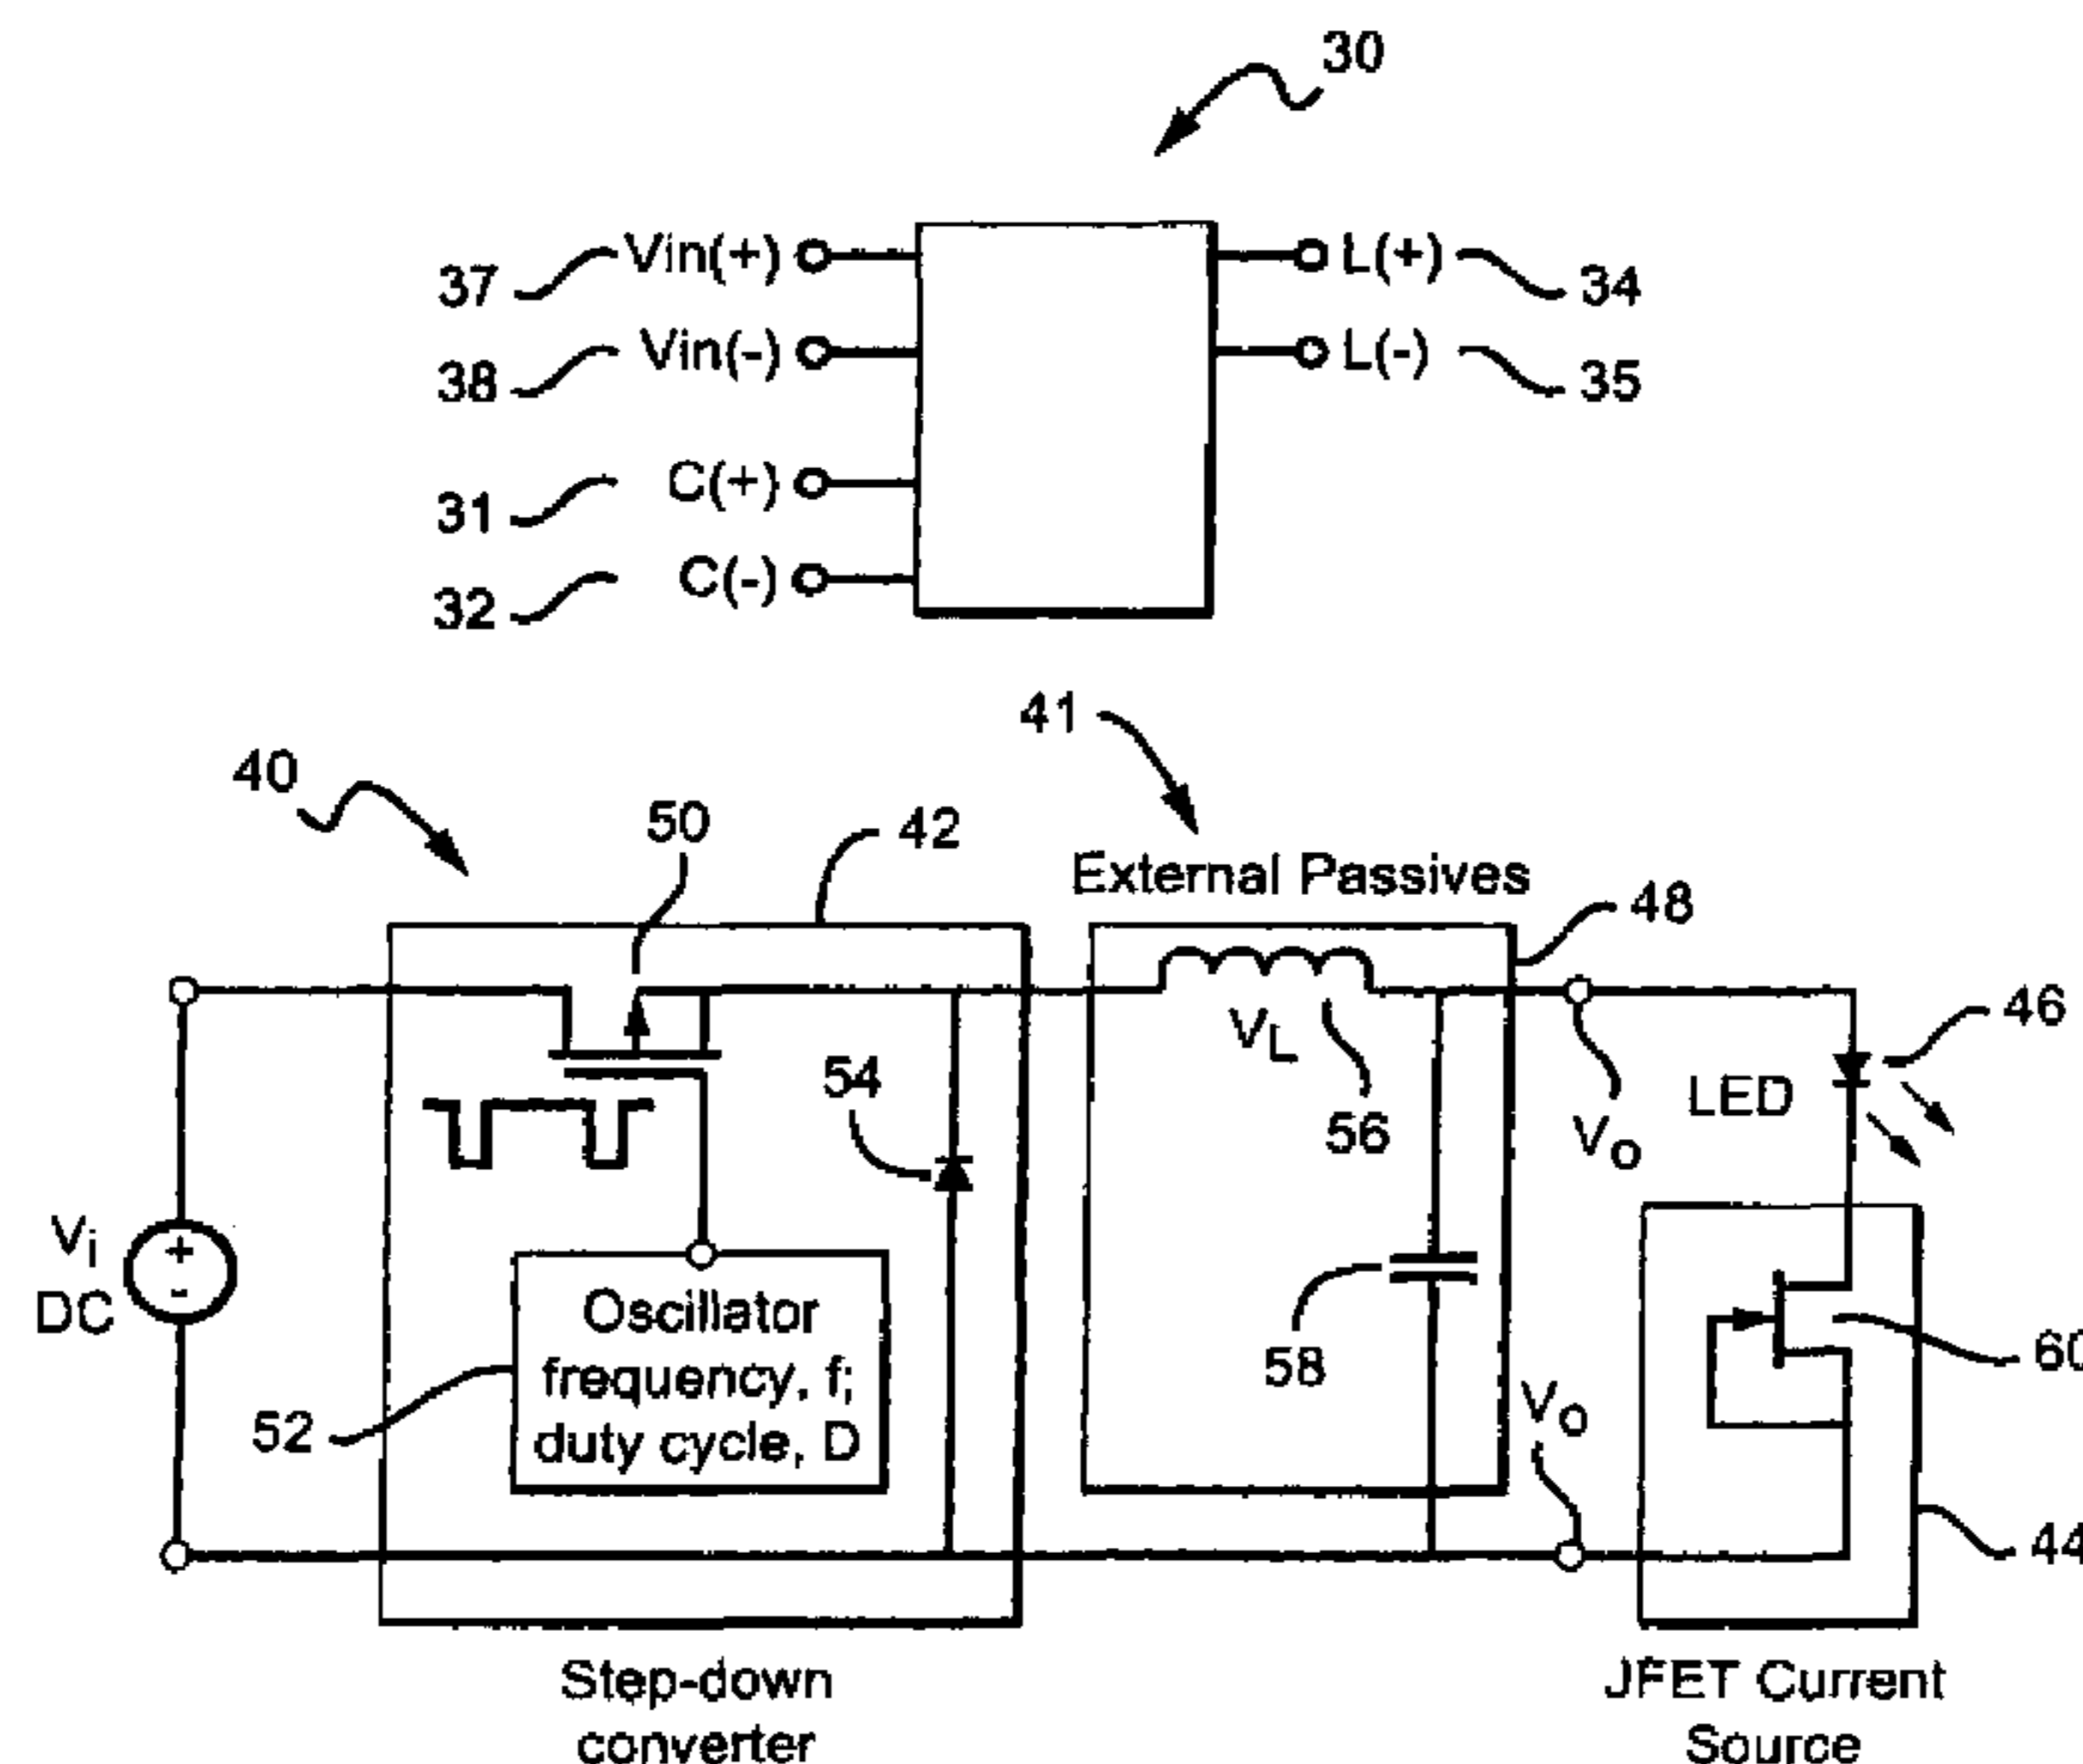 30
37 Vin(+) L(+) 34
38 Vin(-) L(-) 35
31 C(+)
32 C(-)
41
40
50
42
External Passives
48
46
54
VL
56
LED
Vo
Vi
+
-
DC
Oscillator
frequency, f;
duty cycle, D
52
58
60
Vo
44
Step-down
converter
JFET Current
Source